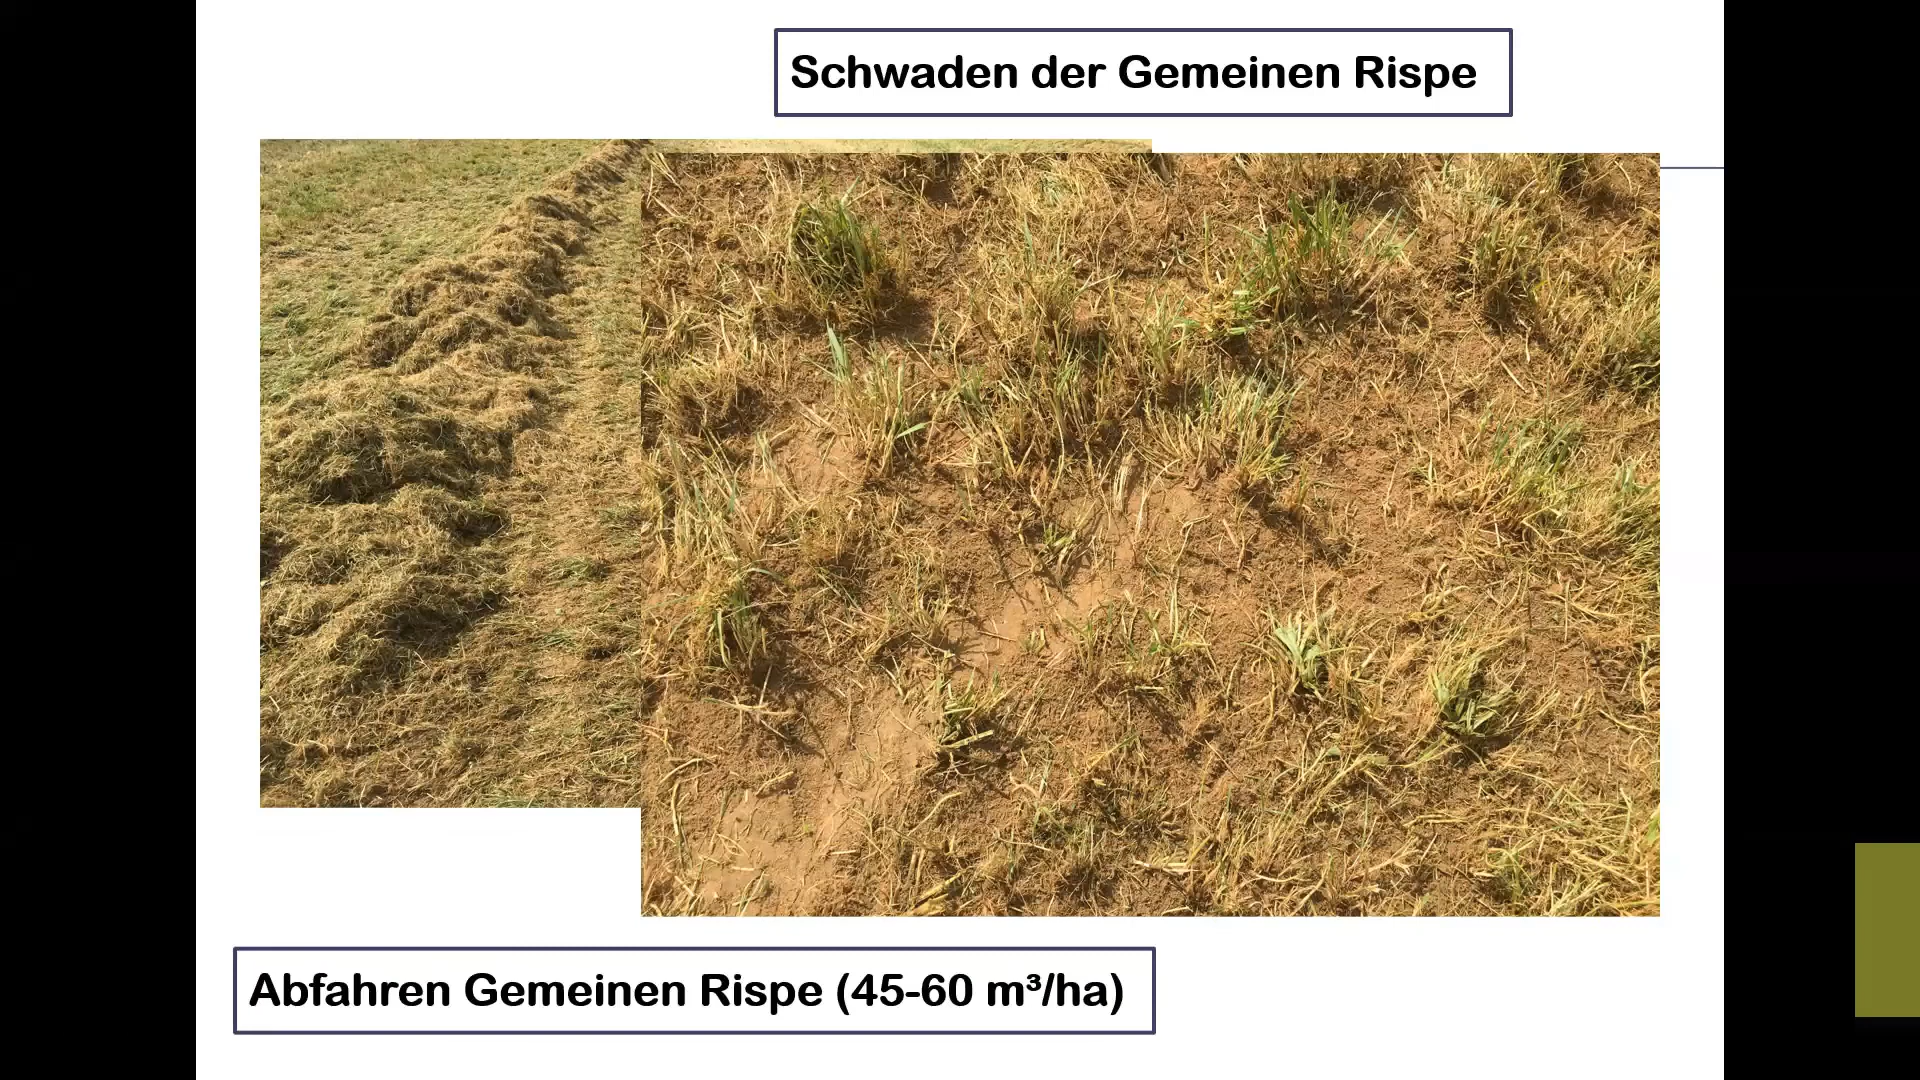 Schwaden der Gemeinen Rispe
Abfahren Gemeinen Rispe (45-60 m³/ha)